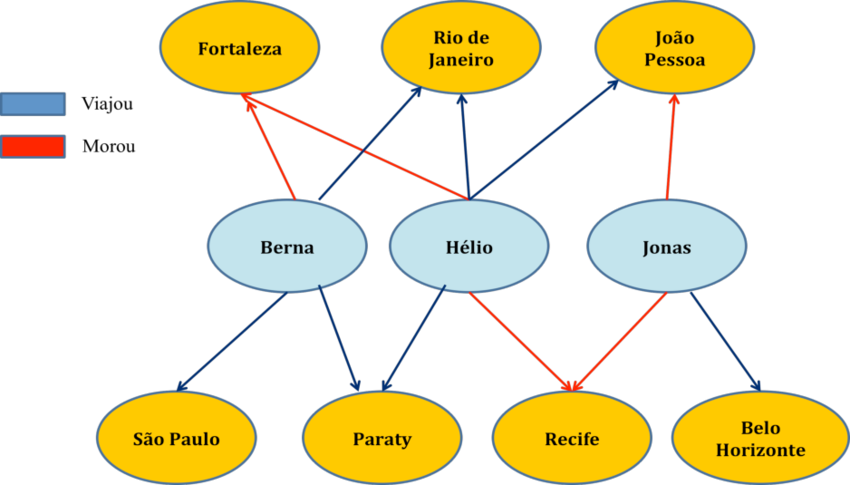 Fortaleza
Rio de
Janeiro
João
Pessoa
Viajou
Morou
Berna
Hélio
Jonas
São Paulo
Paraty
Recife
Belo
Horizonte